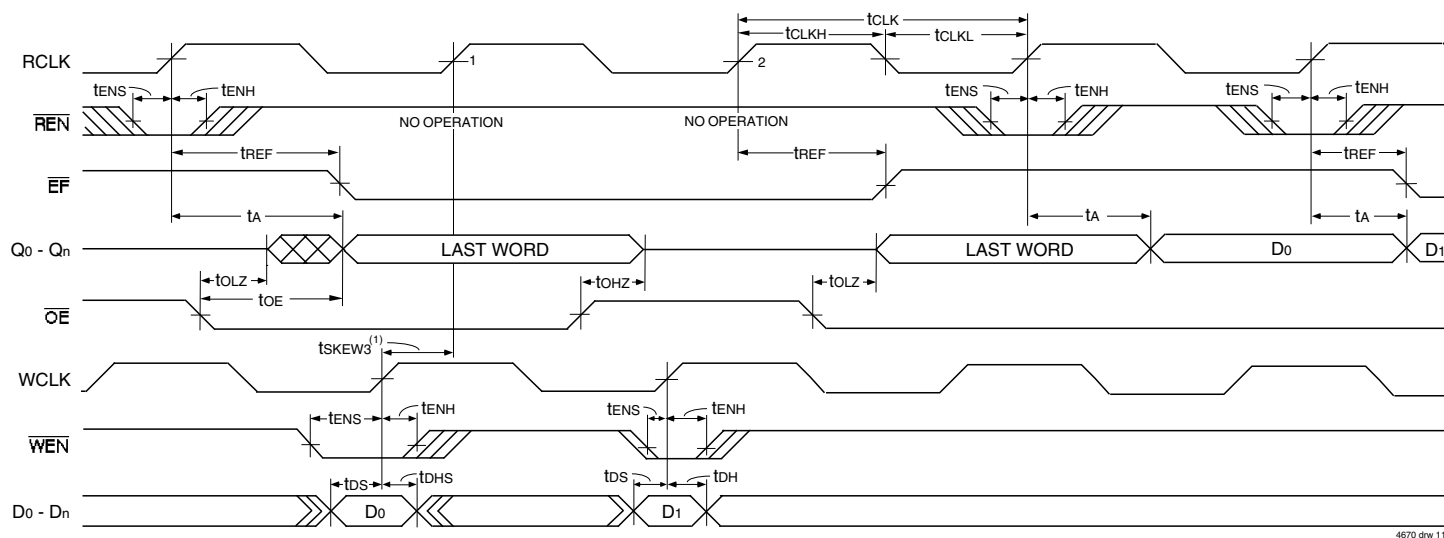 tCLK
tCLKH
tCLKL
RCLK
1
2
tENS
tENH
tENS
tENH
tENS
tENH
REN
NO OPERATION
NO OPERATION
tREF
tREF
tREF
EF
tA
tA
tA
Q0 - Qn
LAST WORD
LAST WORD
D0
D1
tOLZ
tOE
tOHZ
tOLZ
OE
tSKEW3(1)
WCLK
tENS
tENH
tENS
tENH
WEN
tDS
tDHS
tDS
tDH
D0 - Dn
D0
D1
4670 drw 11